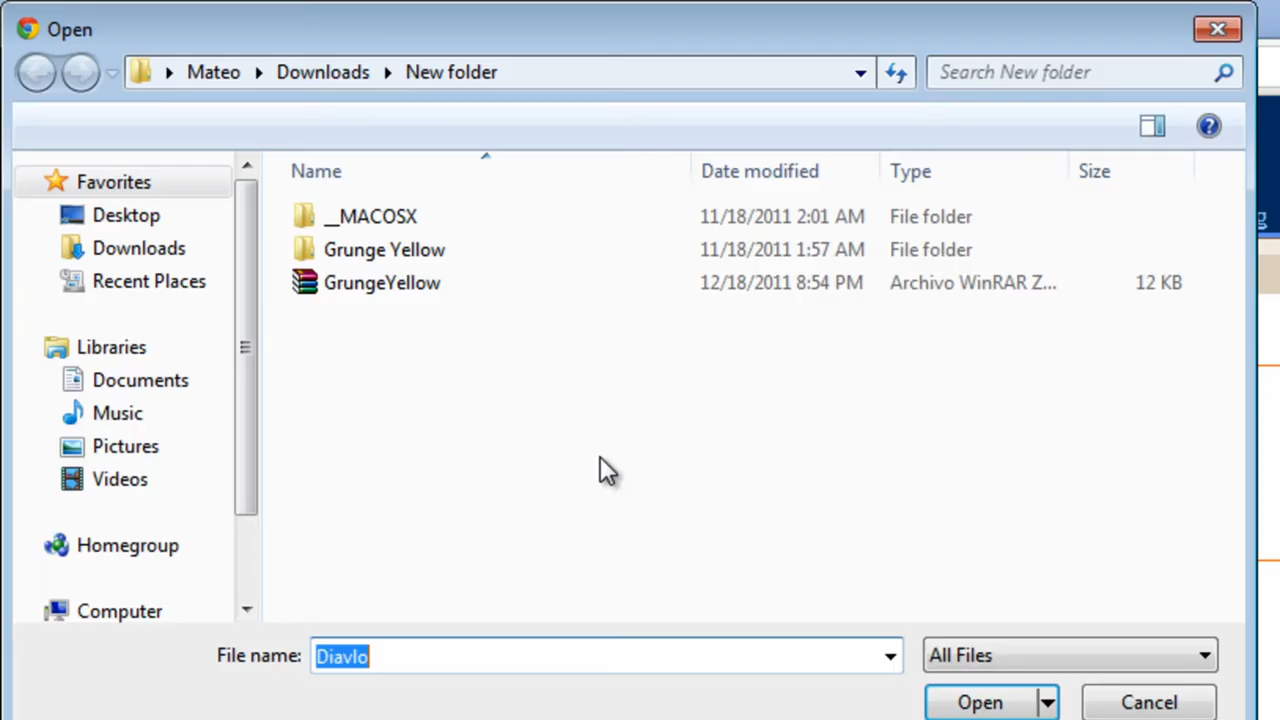 Open
Mateo Downloads New folder
Search New folder
Name Date modified Type Size
Favorites
Desktop
Downloads
Recent Places
Libraries
Documents
Music
Pictures
Videos
Homegroup
Computer
__MACOSX 11/18/2011 2:01 AM File folder
Grunge Yellow 11/18/2011 1:57 AM File folder
GrungeYellow 12/18/2011 8:54 PM Archivo WinRAR Z... 12 KB
File name: Diavlo All Files
Open Cancel